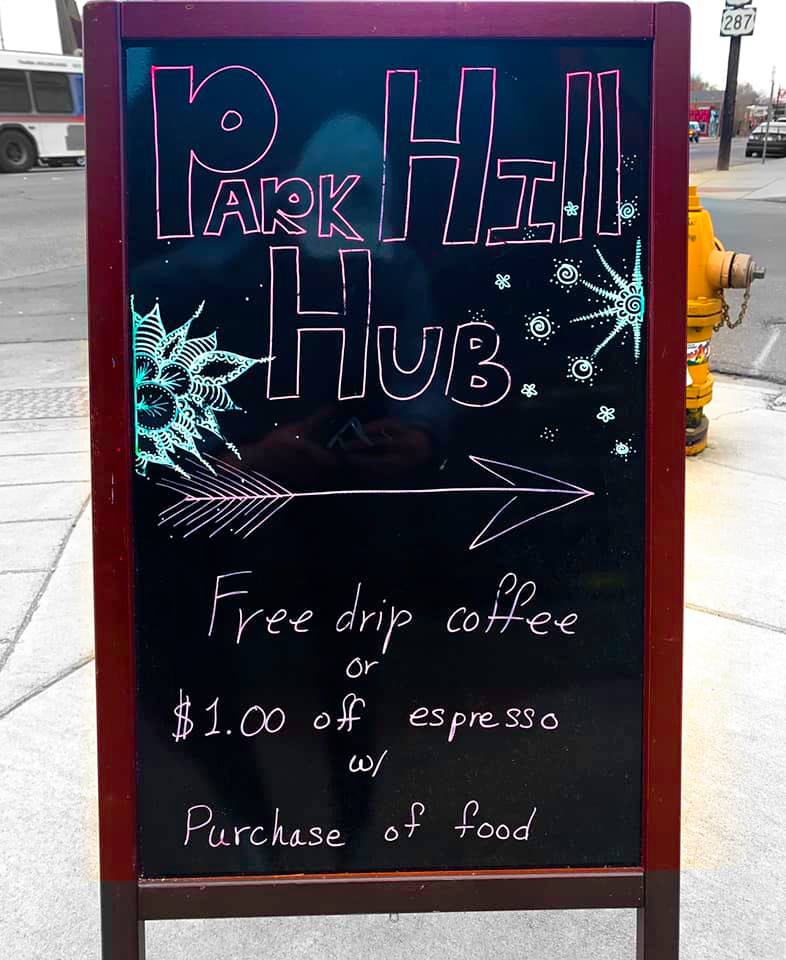 287
PARK HIll
HUB
Free drip coffee
or
$1.00 off espresso
w/
Purchase of food